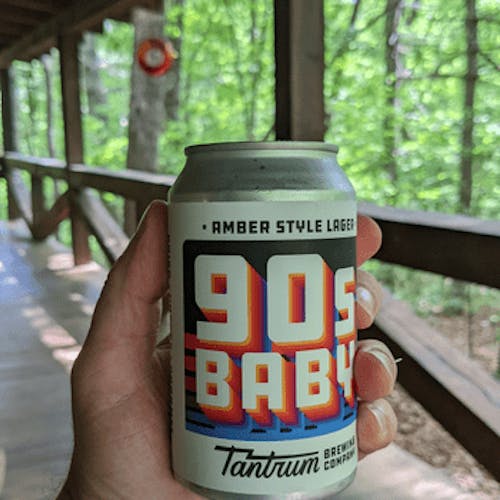 • AMBER STYLE LAGER
90s
BABY
Tantrum BREWING
COMPANY